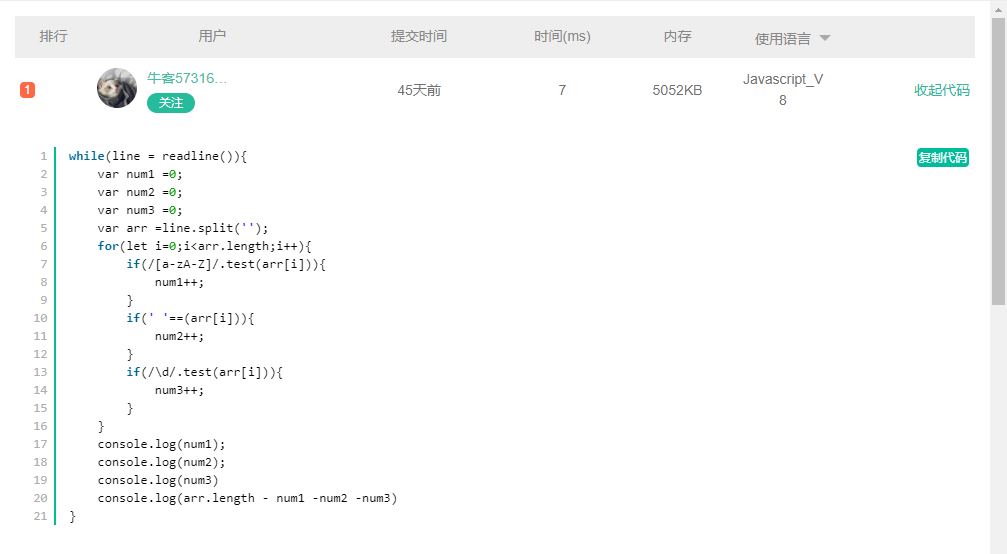 排行 用户 提交时间 时间(ms) 内存 使用语言
1 牛客57316... 45天前 7 5052KB Javascript_V8 收起代码
关注
复制代码
1 while(line = readline()){
2     var num1 =0;
3     var num2 =0;
4     var num3 =0;
5     var arr =line.split('');
6     for(let i=0;i<arr.length;i++){
7         if(/[a-zA-Z]/.test(arr[i])){
8             num1++;
9         }
10         if(' '==(arr[i])){
11             num2++;
12         }
13         if(/\d/.test(arr[i])){
14             num3++;
15         }
16     }
17     console.log(num1);
18     console.log(num2);
19     console.log(num3)
20     console.log(arr.length - num1 -num2 -num3)
21 }